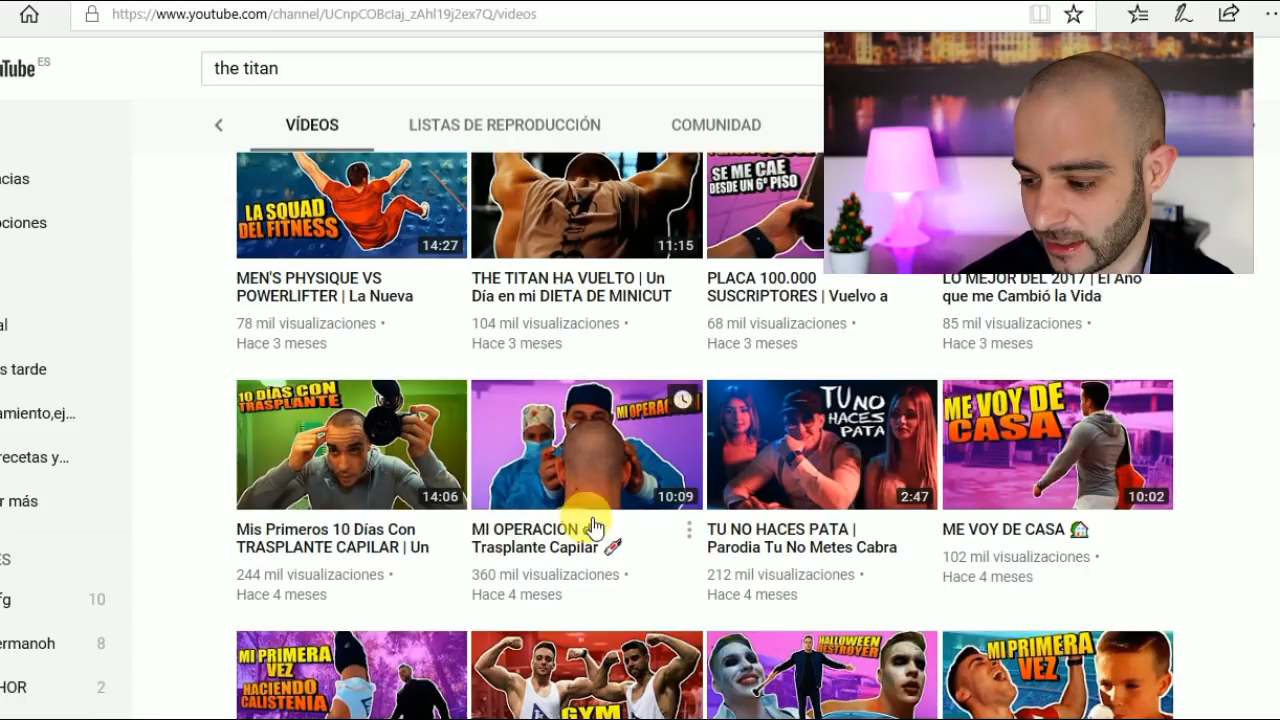 https://www.youtube.com/channel/UCnpCOBcIaj_zAhl19j2ex7Q/videos
uTube ES
the titan
VÍDEOS
LISTAS DE REPRODUCCIÓN
COMUNIDAD
ncias
ociones
al
s tarde
amiento,ej...
recetas y...
r más
ES
fg 10
ermanoh 8
HOR 2
LA SQUAD
DEL FITNESS
14:27
11:15
SE ME CAE
DESDE UN 6º PISO
MEN'S PHYSIQUE VS
POWERLIFTER | La Nueva
78 mil visualizaciones •
Hace 3 meses
THE TITAN HA VUELTO | Un
Día en mi DIETA DE MINICUT
104 mil visualizaciones •
Hace 3 meses
PLACA 100.000
SUSCRIPTORES | Vuelvo a
68 mil visualizaciones •
Hace 3 meses
LO MEJOR DEL 2017 | El Año
que me Cambió la Vida
85 mil visualizaciones •
Hace 3 meses
10 DÍAS CON
TRASPLANTE
14:06
MI OPERA
10:09
TU NO
HACES
PATA
2:47
ME VOY DE
CASA
10:02
Mis Primeros 10 Días Con
TRASPLANTE CAPILAR | Un
244 mil visualizaciones •
Hace 4 meses
MI OPERACIÓN
Trasplante Capilar
360 mil visualizaciones •
Hace 4 meses
TU NO HACES PATA |
Parodia Tu No Metes Cabra
212 mil visualizaciones •
Hace 4 meses
ME VOY DE CASA
102 mil visualizaciones •
Hace 4 meses
MI PRIMERA
VEZ
HACIENDO
CALISTENIA
GYM
HALLOWEEN
DESTROYER
MI PRIMERA
VEZ